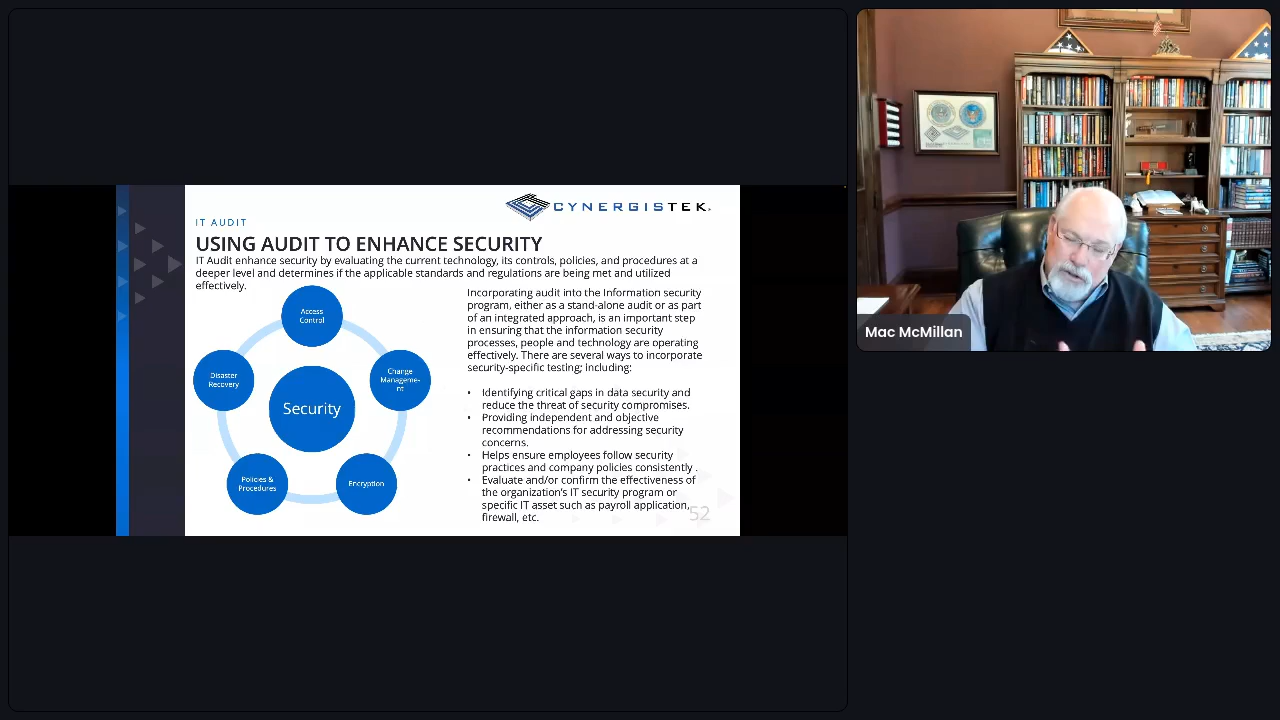 CYNERGISTEK.
IT AUDIT
USING AUDIT TO ENHANCE SECURITY
IT Audit enhance security by evaluating the current technology, its controls, policies, and procedures at a
deeper level and determines if the applicable standards and regulations are being met and utilized
effectively.
Access
Control
Change
Manageme-
nt
Encryption
Policies &
Procedures
Disaster
Recovery
Security
Incorporating audit into the Information security
program, either as a stand-alone audit or as part
of an integrated approach, is an important step
in ensuring that the information security
processes, people and technology are operating
effectively. There are several ways to incorporate
security-specific testing; including:
• Identifying critical gaps in data security and
reduce the threat of security compromises.
• Providing independent and objective
recommendations for addressing security
concerns.
• Helps ensure employees follow security
practices and company policies consistently .
• Evaluate and/or confirm the effectiveness of
the organization's IT security program or
specific IT asset such as payroll application,
firewall, etc.
52
Mac McMillan